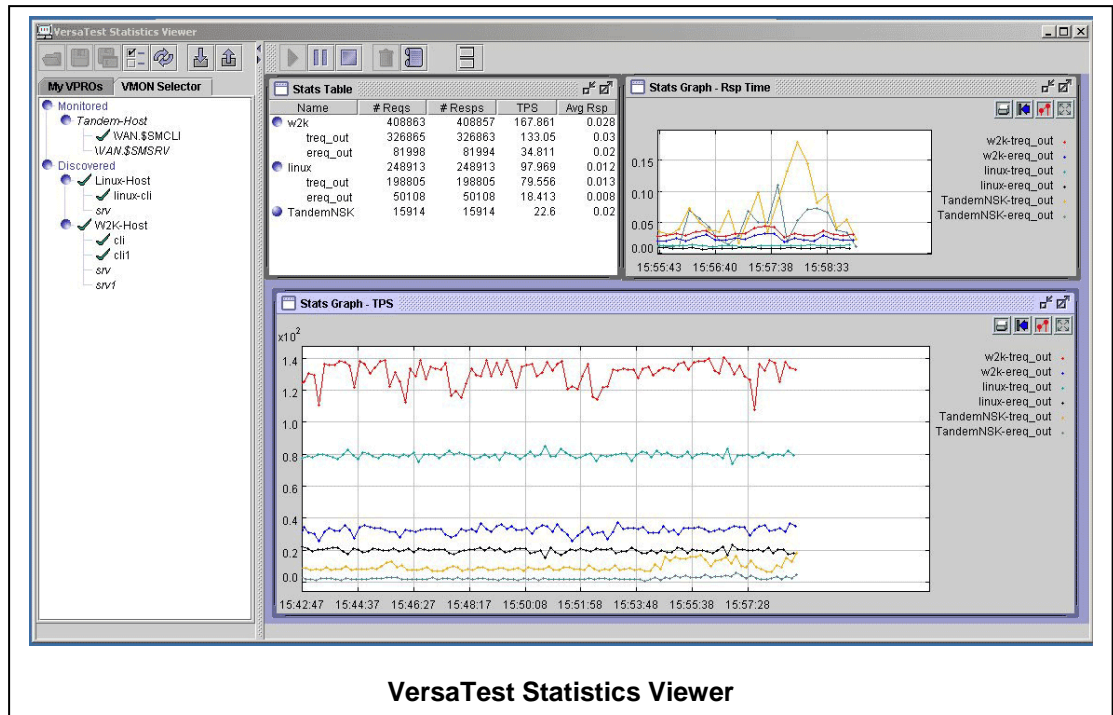 VersaTest Statistics Viewer
My VPROs VMON Selector
Monitored
Tandem-Host
\VAN.$SMCLI
\VAN.$SMSRV
Discovered
Linux-Host
linux-cli
srv
W2K-Host
cli
cli1
srv
srv1
Stats Table
Name # Reqs # Resps TPS Avg Rsp
w2k 408863 408857 167.861 0.028
treq_out 326865 326863 133.05 0.03
ereq_out 81998 81994 34.811 0.02
linux 248913 248913 97.969 0.012
treq_out 198805 198805 79.556 0.013
ereq_out 50108 50108 18.413 0.008
TandemNSK 15914 15914 22.6 0.02
Stats Graph - Rsp Time
0.15
0.10
0.05
0.00
15:55:43 15:56:40 15:57:38 15:58:33
w2k-treq_out
w2k-ereq_out
linux-treq_out
linux-ereq_out
TandemNSK-treq_out
TandemNSK-ereq_out
Stats Graph - TPS
x10²
1.4
1.2
1.0
0.8
0.6
0.4
0.2
0.0
15:42:47 15:44:37 15:46:27 15:48:17 15:50:08 15:51:58 15:53:48 15:55:38 15:57:28
w2k-treq_out
w2k-ereq_out
linux-treq_out
linux-ereq_out
TandemNSK-treq_out
TandemNSK-ereq_out
VersaTest Statistics Viewer